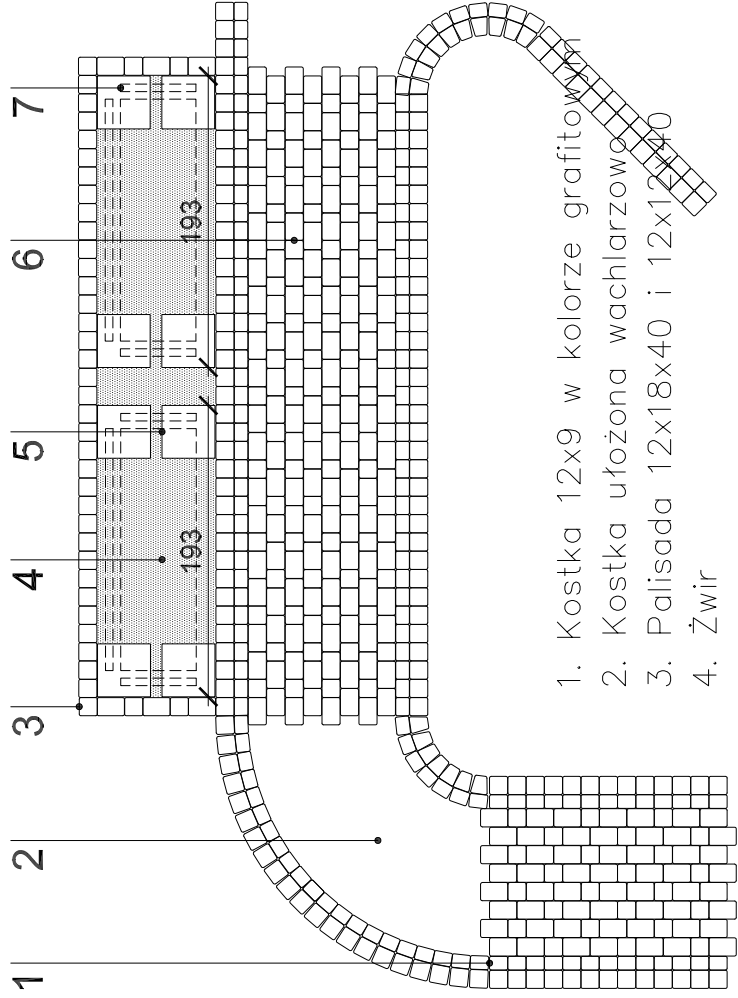 7
6
5
4
3
2
1
193
193
1. Kostka 12x9 w kolorze grafitowym
2. Kostka ułożona wachlarzowo
3. Palisada 12x18x40 i 12x12x40
4. Żwir